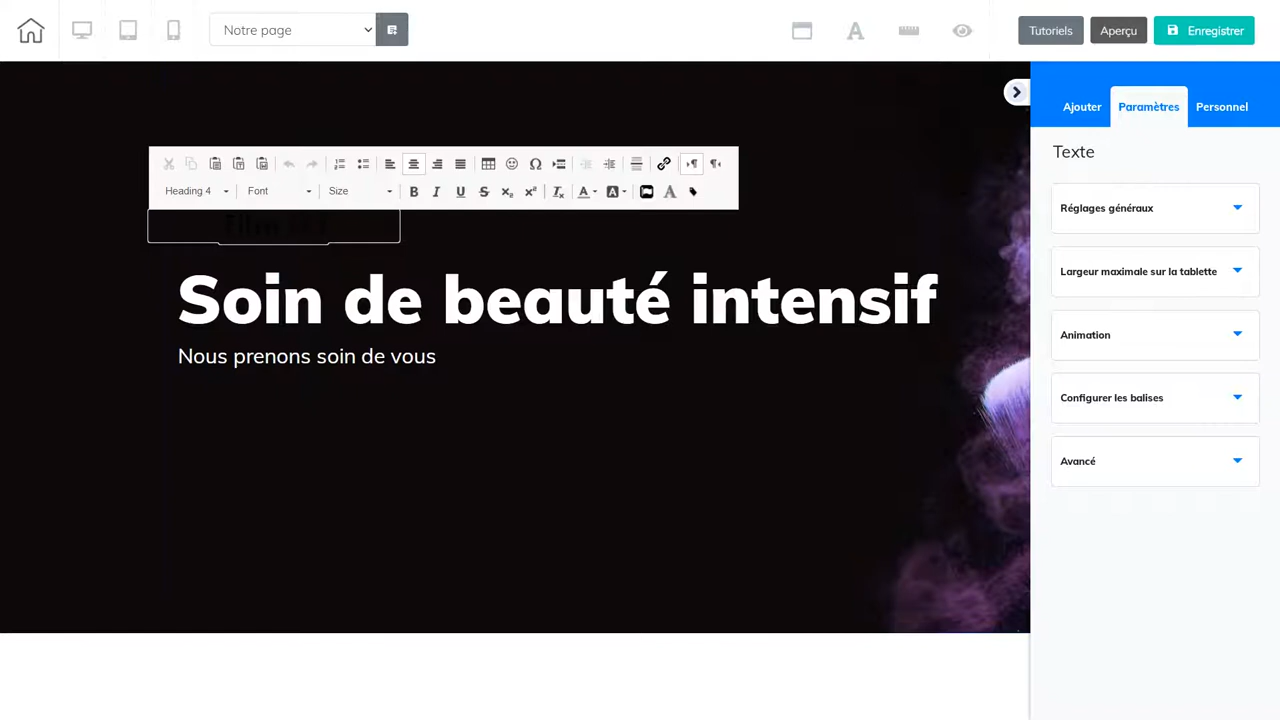 Notre page
Tutoriels
Aperçu
Enregistrer
Ajouter
Paramètres
Personnel
Texte
Heading 4
Font
Size
Réglages généraux
Largeur maximale sur la tablette
Animation
Configurer les balises
Avancé
Soin de beauté intensif
Nous prenons soin de vous